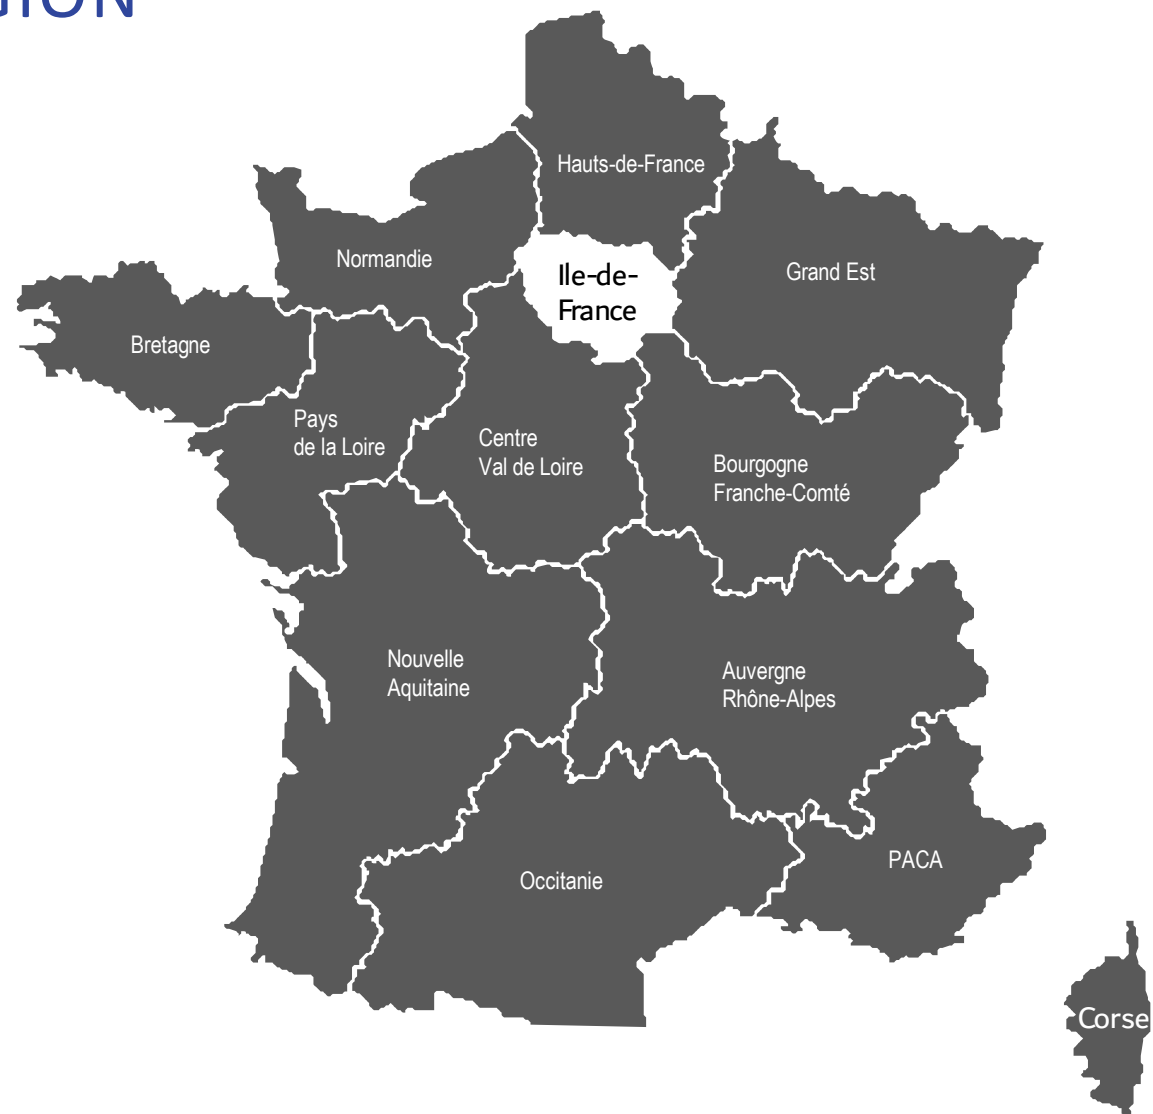 GION
Hauts-de-France
Normandie
Ile-de-
France
Grand Est
Bretagne
Pays
de la Loire
Centre
Val de Loire
Bourgogne
Franche-Comté
Nouvelle
Aquitaine
Auvergne
Rhône-Alpes
PACA
Occitanie
Corse